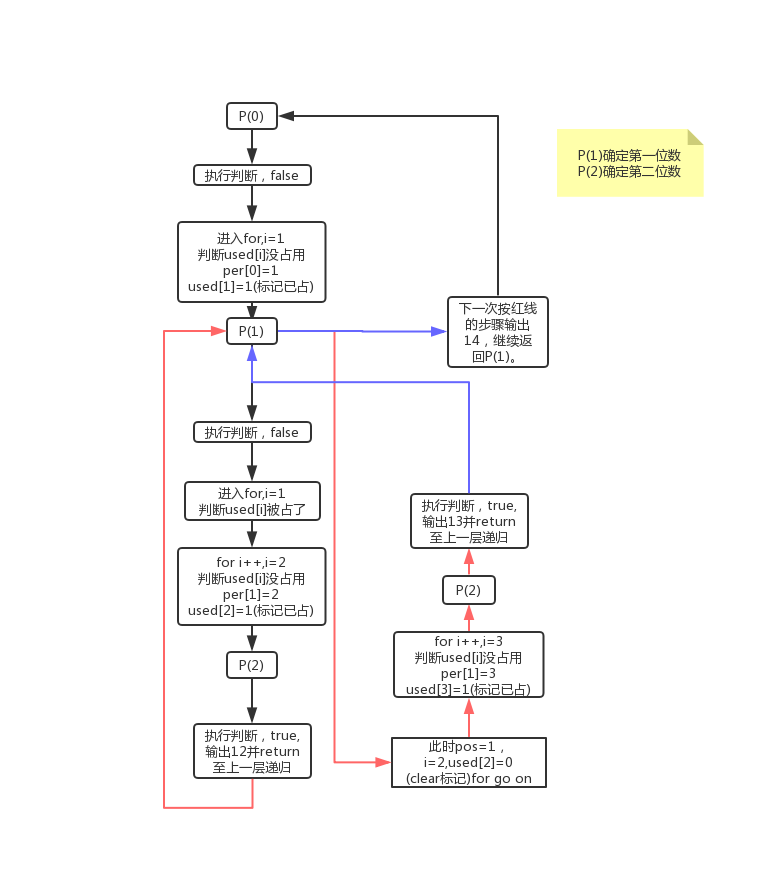 P(0)
执行判断，false
进入for,i=1
判断used[i]没占用
per[0]=1
used[1]=1(标记已占)
P(1)
执行判断，false
进入for,i=1
判断used[i]被占了
for i++,i=2
判断used[i]没占用
per[1]=2
used[2]=1(标记已占)
P(2)
执行判断，true,
输出12并return
至上一层递归
此时pos=1，
i=2,used[2]=0
(clear标记)for go on
for i++,i=3
判断used[i]没占用
per[1]=3
used[3]=1(标记已占)
P(2)
执行判断，true,
输出13并return
至上一层递归
下一次按红线
的步骤输出
14，继续返
回P(1)。
P(1)确定第一位数
P(2)确定第二位数